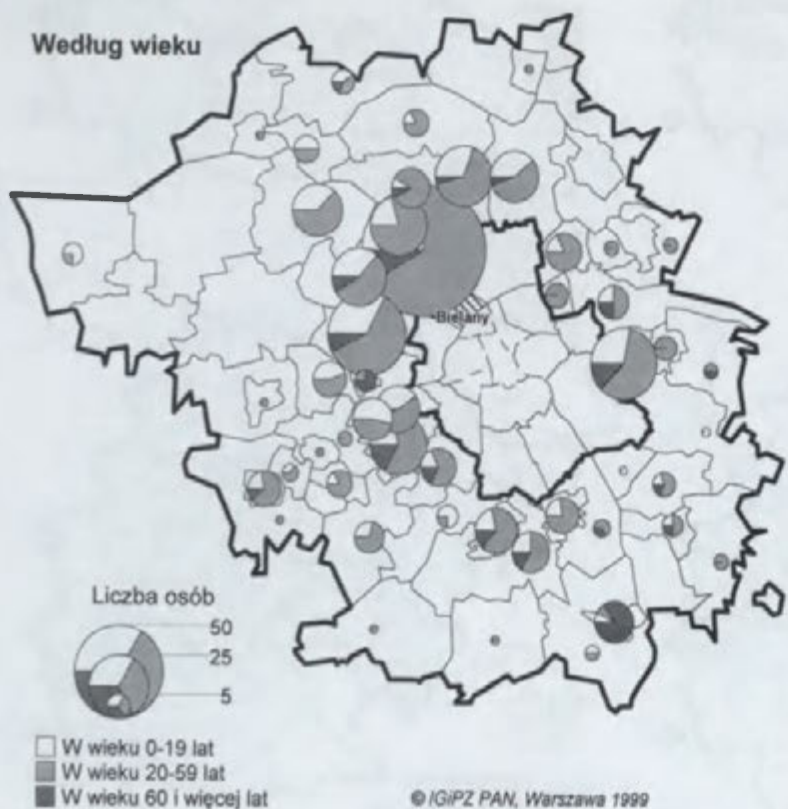 Według wieku
Bielany
Liczba osób
50
25
5
W wieku 0-19 lat
W wieku 20-59 lat
W wieku 60 i więcej lat
© IGiPZ PAN, Warszawa 1999